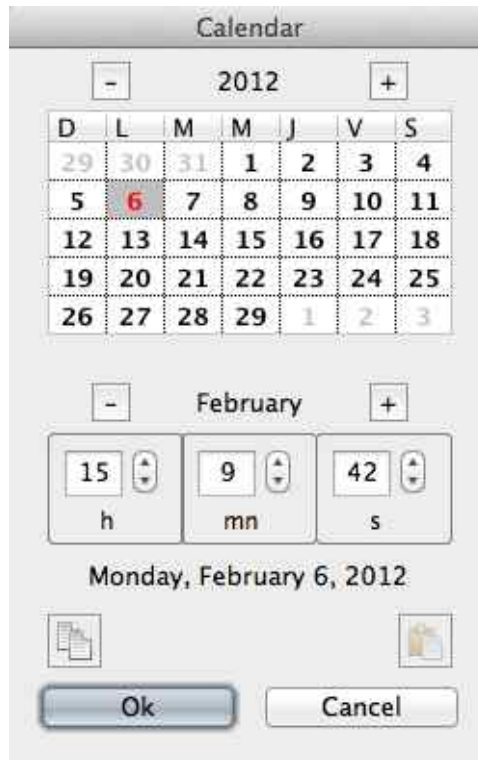 Calendar
- 2012 +
D L M M J V S
29 30 31 1 2 3 4
5 6 7 8 9 10 11
12 13 14 15 16 17 18
19 20 21 22 23 24 25
26 27 28 29 1 2 3
- February +
15 9 42
h mn s
Monday, February 6, 2012
Ok Cancel